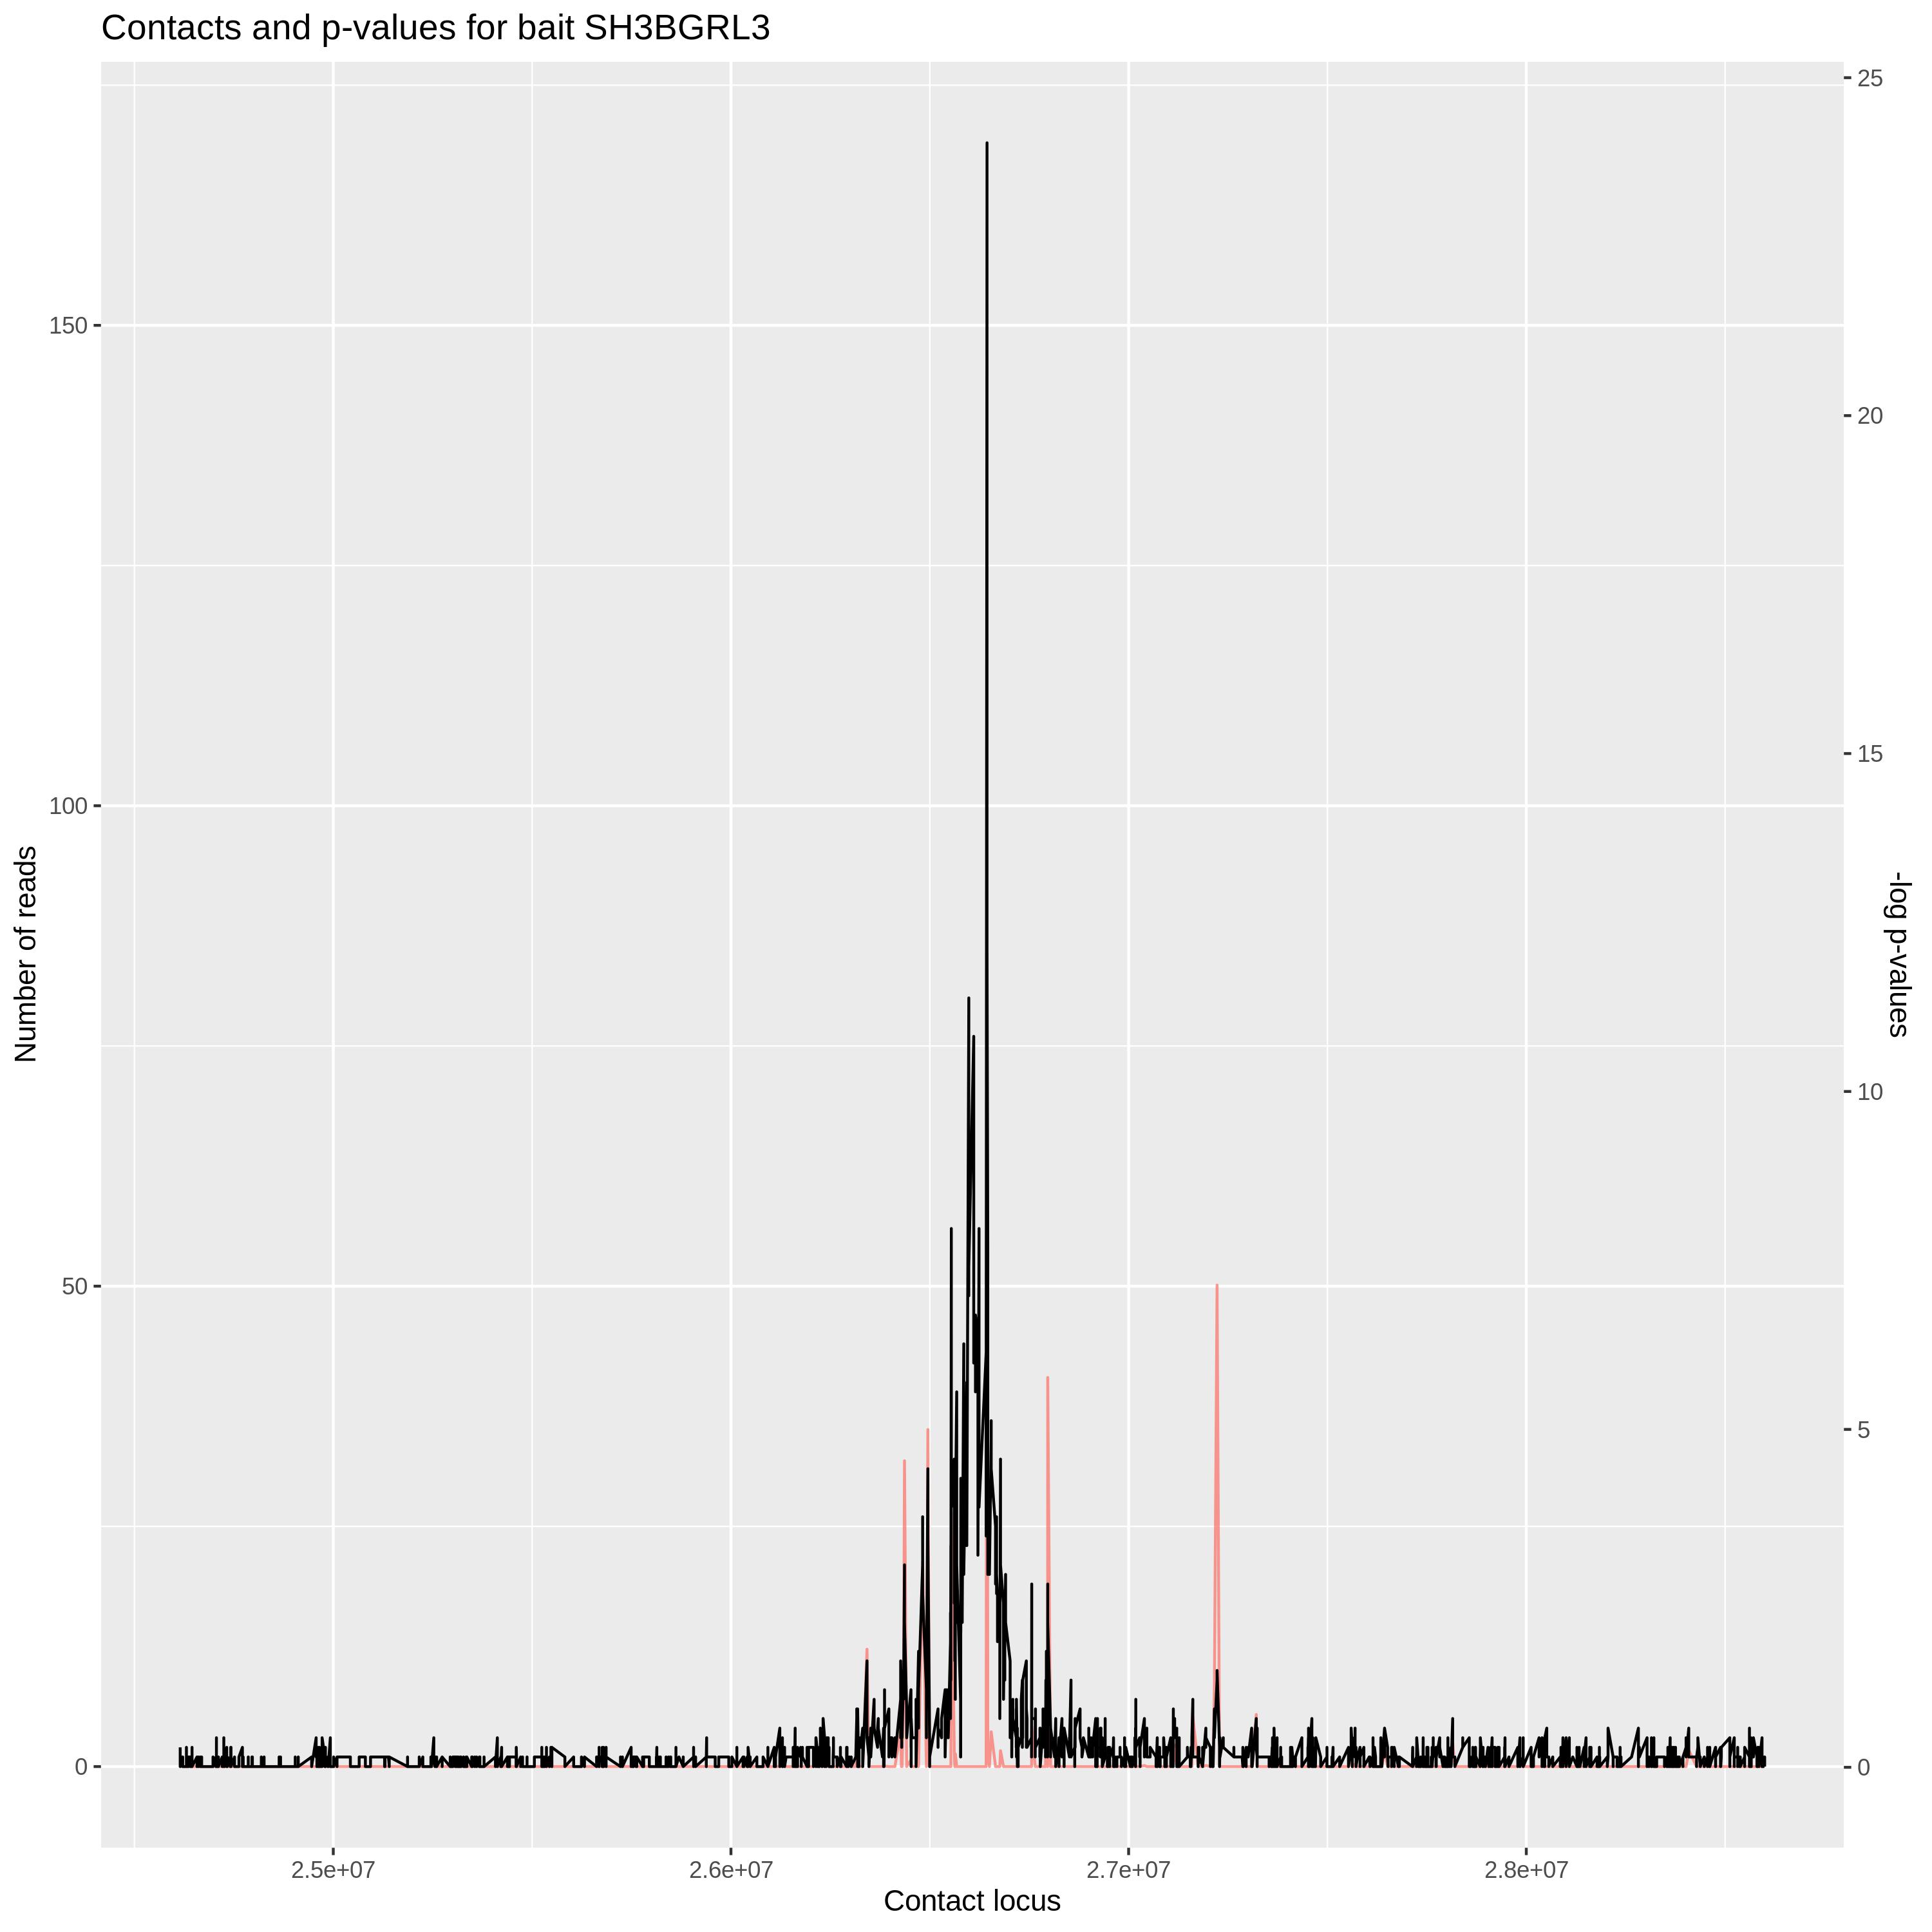 Contacts and p-values for bait SH3BGRL3
Number of reads
150
100
50
0
25
20
15
10
5
0
-log p-values
2.5e+07 2.6e+07 2.7e+07 2.8e+07
Contact locus